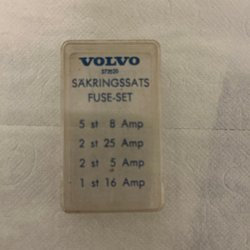 VOLVO
SÄKRINGSSATS
FUSE-SET
5 st 8 Amp
2 st 25 Amp
2 st 5 Amp
1 st 16 Amp